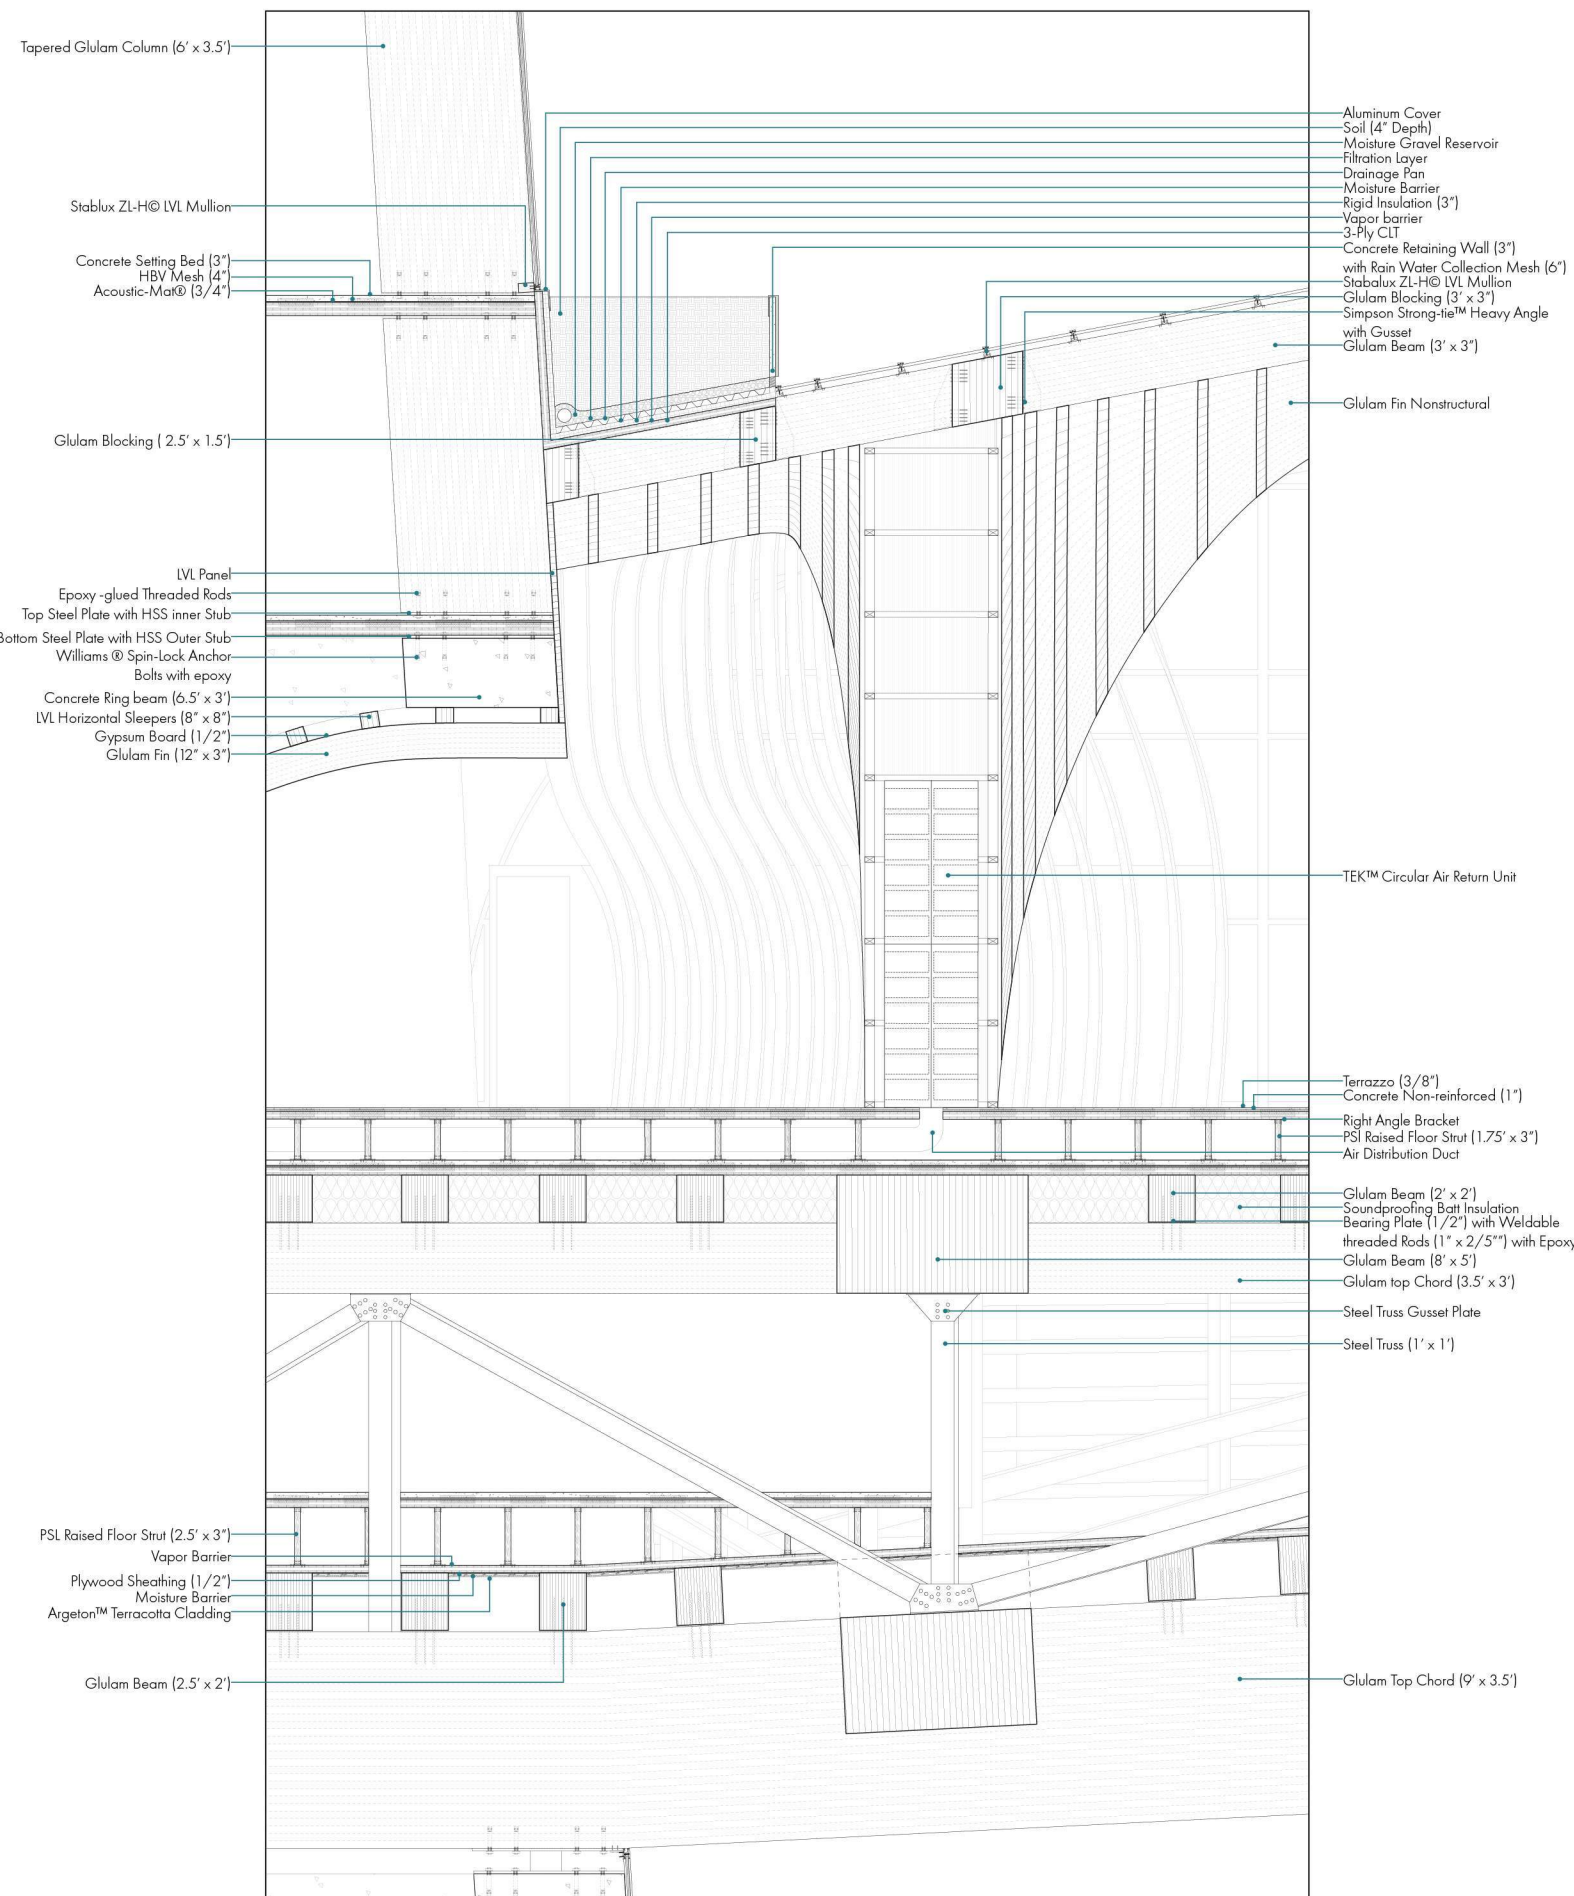 Tapered Glulam Column (6' x 3.5')
Stablux ZL-H© LVL Mullion
Concrete Setting Bed (3")
HBV Mesh (4")
Acoustic-Mat® (3/4")
Glulam Blocking ( 2.5' x 1.5')
LVL Panel
Epoxy -glued Threaded Rods
Top Steel Plate with HSS inner Stub
Bottom Steel Plate with HSS Outer Stub
Williams ® Spin-Lock Anchor
Bolts with epoxy
Concrete Ring beam (6.5' x 3')
LVL Horizontal Sleepers (8" x 8")
Gypsum Board (1/2")
Glulam Fin (12" x 3")
PSL Raised Floor Strut (2.5' x 3")
Vapor Barrier
Plywood Sheathing (1/2")
Moisture Barrier
Argeton™ Terracotta Cladding
Glulam Beam (2.5' x 2')
Aluminum Cover
Soil (4" Depth)
Moisture Gravel Reservoir
Filtration Layer
Drainage Pan
Moisture Barrier
Rigid Insulation (3")
Vapor barrier
3-Ply CLT
Concrete Retaining Wall (3")
with Rain Water Collection Mesh (6")
Stabalux ZL-H© LVL Mullion
Glulam Blocking (3' x 3")
Simpson Strong-tie™ Heavy Angle
with Gusset
Glulam Beam (3' x 3")
Glulam Fin Nonstructural
TEK™ Circular Air Return Unit
Terrazzo (3/8")
Concrete Non-reinforced (1")
Right Angle Bracket
PSl Raised Floor Strut (1.75' x 3")
Air Distribution Duct
Glulam Beam (2' x 2')
Soundproofing Batt Insulation
Bearing Plate (1/2") with Weldable
threaded Rods (1" x 2/5"") with Epoxy
Glulam Beam (8' x 5')
Glulam top Chord (3.5' x 3')
Steel Truss Gusset Plate
Steel Truss (1' x 1')
Glulam Top Chord (9' x 3.5')